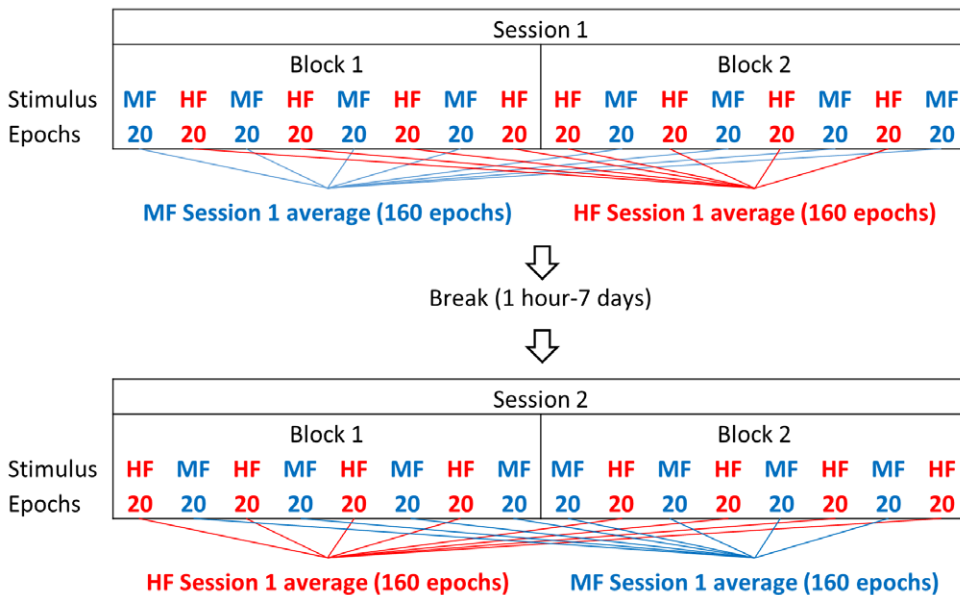 Session 1
Block 1 Block 2
Stimulus MF HF MF HF MF HF MF HF HF MF HF MF HF MF HF MF
Epochs 20 20 20 20 20 20 20 20 20 20 20 20 20 20 20 20
MF Session 1 average (160 epochs) HF Session 1 average (160 epochs)
Break (1 hour-7 days)
Session 2
Block 1 Block 2
Stimulus HF MF HF MF HF MF HF MF MF HF MF HF MF HF MF HF
Epochs 20 20 20 20 20 20 20 20 20 20 20 20 20 20 20 20
HF Session 1 average (160 epochs) MF Session 1 average (160 epochs)